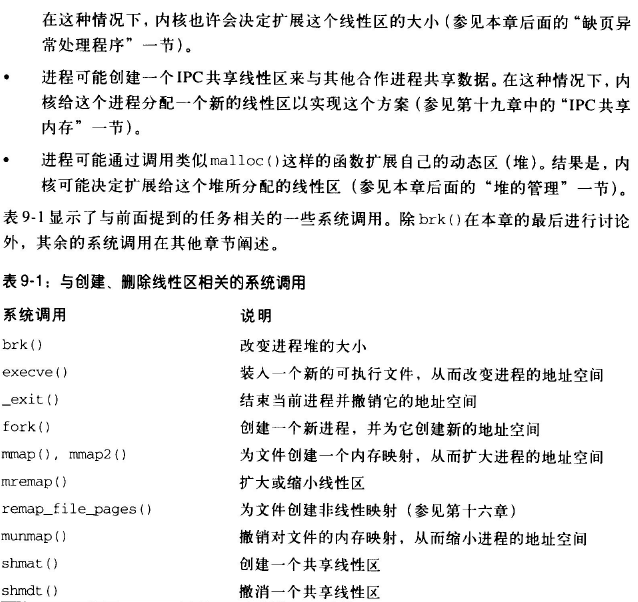 在这种情况下，内核也许会决定扩展这个线性区的大小（参见本章后面的“缺页异
常处理程序”一节）。
• 进程可能创建一个IPC共享线性区来与其他合作进程共享数据。在这种情况下，内
核给这个进程分配一个新的线性区以实现这个方案（参见第十九章中的“IPC共享
内存”一节）。
• 进程可能通过调用类似malloc()这样的函数扩展自己的动态区（堆）。结果是，内
核可能决定扩展给这个堆所分配的线性区（参见本章后面的“堆的管理”一节）。
表9-1显示了与前面提到的任务相关的一些系统调用。除brk()在本章的最后进行讨论
外，其余的系统调用在其他章节阐述。
表9-1：与创建、删除线性区相关的系统调用
系统调用 说明
brk() 改变进程堆的大小
execve() 装入一个新的可执行文件，从而改变进程的地址空间
_exit() 结束当前进程并撤销它的地址空间
fork() 创建一个新进程，并为它创建新的地址空间
mmap(), mmap2() 为文件创建一个内存映射，从而扩大进程的地址空间
mremap() 扩大或缩小线性区
remap_file_pages() 为文件创建非线性映射（参见第十六章）
munmap() 撤销对文件的内存映射，从而缩小进程的地址空间
shmat() 创建一个共享线性区
shmdt() 撤消一个共享线性区